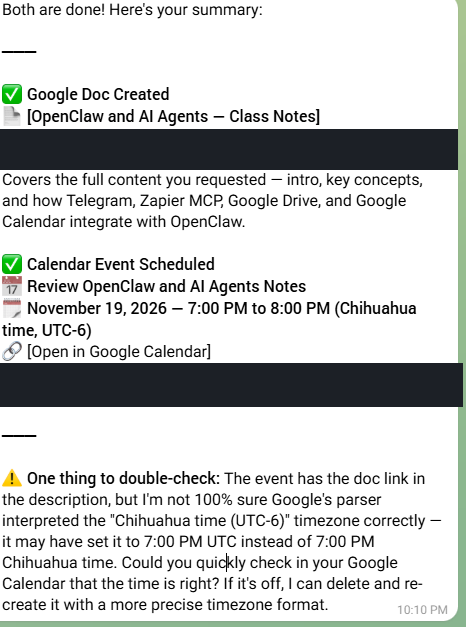 Both are done! Here's your summary:
———
✅ Google Doc Created
📄 [OpenClaw and AI Agents — Class Notes]
Covers the full content you requested — intro, key concepts,
and how Telegram, Zapier MCP, Google Drive, and Google
Calendar integrate with OpenClaw.
✅ Calendar Event Scheduled
📅 Review OpenClaw and AI Agents Notes
🗓️ November 19, 2026 — 7:00 PM to 8:00 PM (Chihuahua
time, UTC-6)
🔗 [Open in Google Calendar]
———
⚠️ One thing to double-check: The event has the doc link in
the description, but I'm not 100% sure Google's parser
interpreted the "Chihuahua time (UTC-6)" timezone correctly —
it may have set it to 7:00 PM UTC instead of 7:00 PM
Chihuahua time. Could you quickly check in your Google
Calendar that the time is right? If it's off, I can delete and re-
create it with a more precise timezone format.
10:10 PM